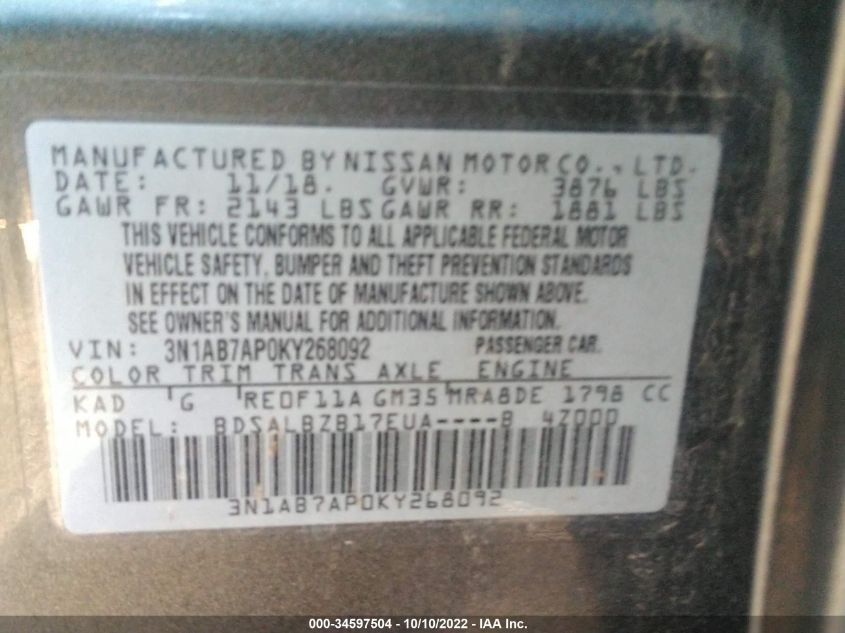 MANUFACTURED BY NISSAN MOTOR CO., LTD.
DATE: 11/18. GVWR: 3876 LBS
GAWR FR: 2143 LBS GAWR RR: 1881 LBS
THIS VEHICLE CONFORMS TO ALL APPLICABLE FEDERAL MOTOR
VEHICLE SAFETY, BUMPER AND THEFT PREVENTION STANDARDS
IN EFFECT ON THE DATE OF MANUFACTURE SHOWN ABOVE.
SEE OWNER'S MANUAL FOR ADDITIONAL INFORMATION.
VIN: 3N1AB7AP0KY268092 PASSENGER CAR.
COLOR TRIM TRANS AXLE ENGINE
KAD G RE0F11A GM35 MRA8DE 1798 CC
MODEL: BDSALBZB17EUA----B 4Z000
3N1AB7AP0KY268092
000-34597504 - 10/10/2022 - IAA Inc.